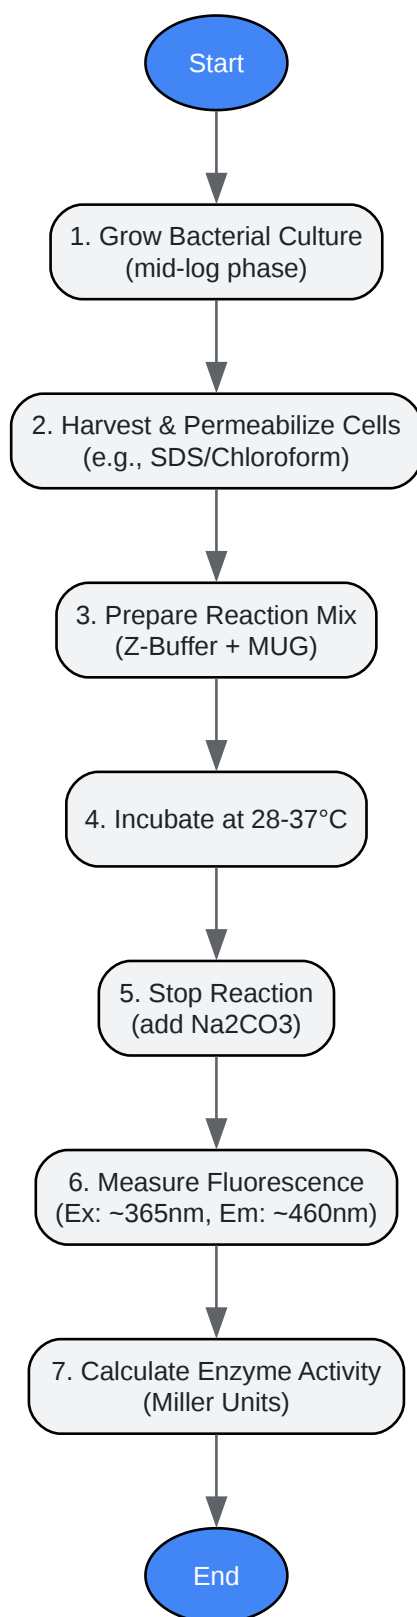 Start
1. Grow Bacterial Culture
(mid-log phase)
2. Harvest & Permeabilize Cells
(e.g., SDS/Chloroform)
3. Prepare Reaction Mix
(Z-Buffer + MUG)
4. Incubate at 28-37°C
5. Stop Reaction
(add Na2CO3)
6. Measure Fluorescence
(Ex: ~365nm, Em: ~460nm)
7. Calculate Enzyme Activity
(Miller Units)
End